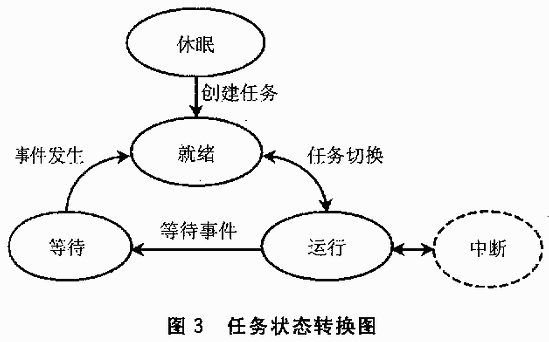 休眠
创建任务
就绪
事件发生
任务切换
等待
等待事件
运行
中断
图 3 任务状态转换图